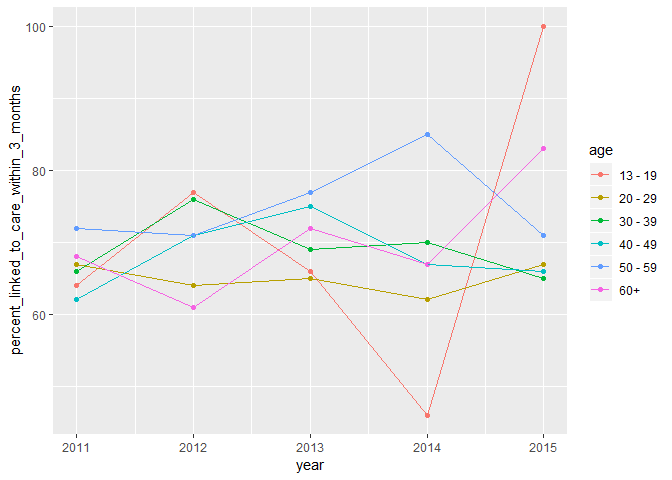 percent_linked_to_care_within_3_months
100
80
60
2011 2012 2013 2014 2015
year
age
13 - 19
20 - 29
30 - 39
40 - 49
50 - 59
60+